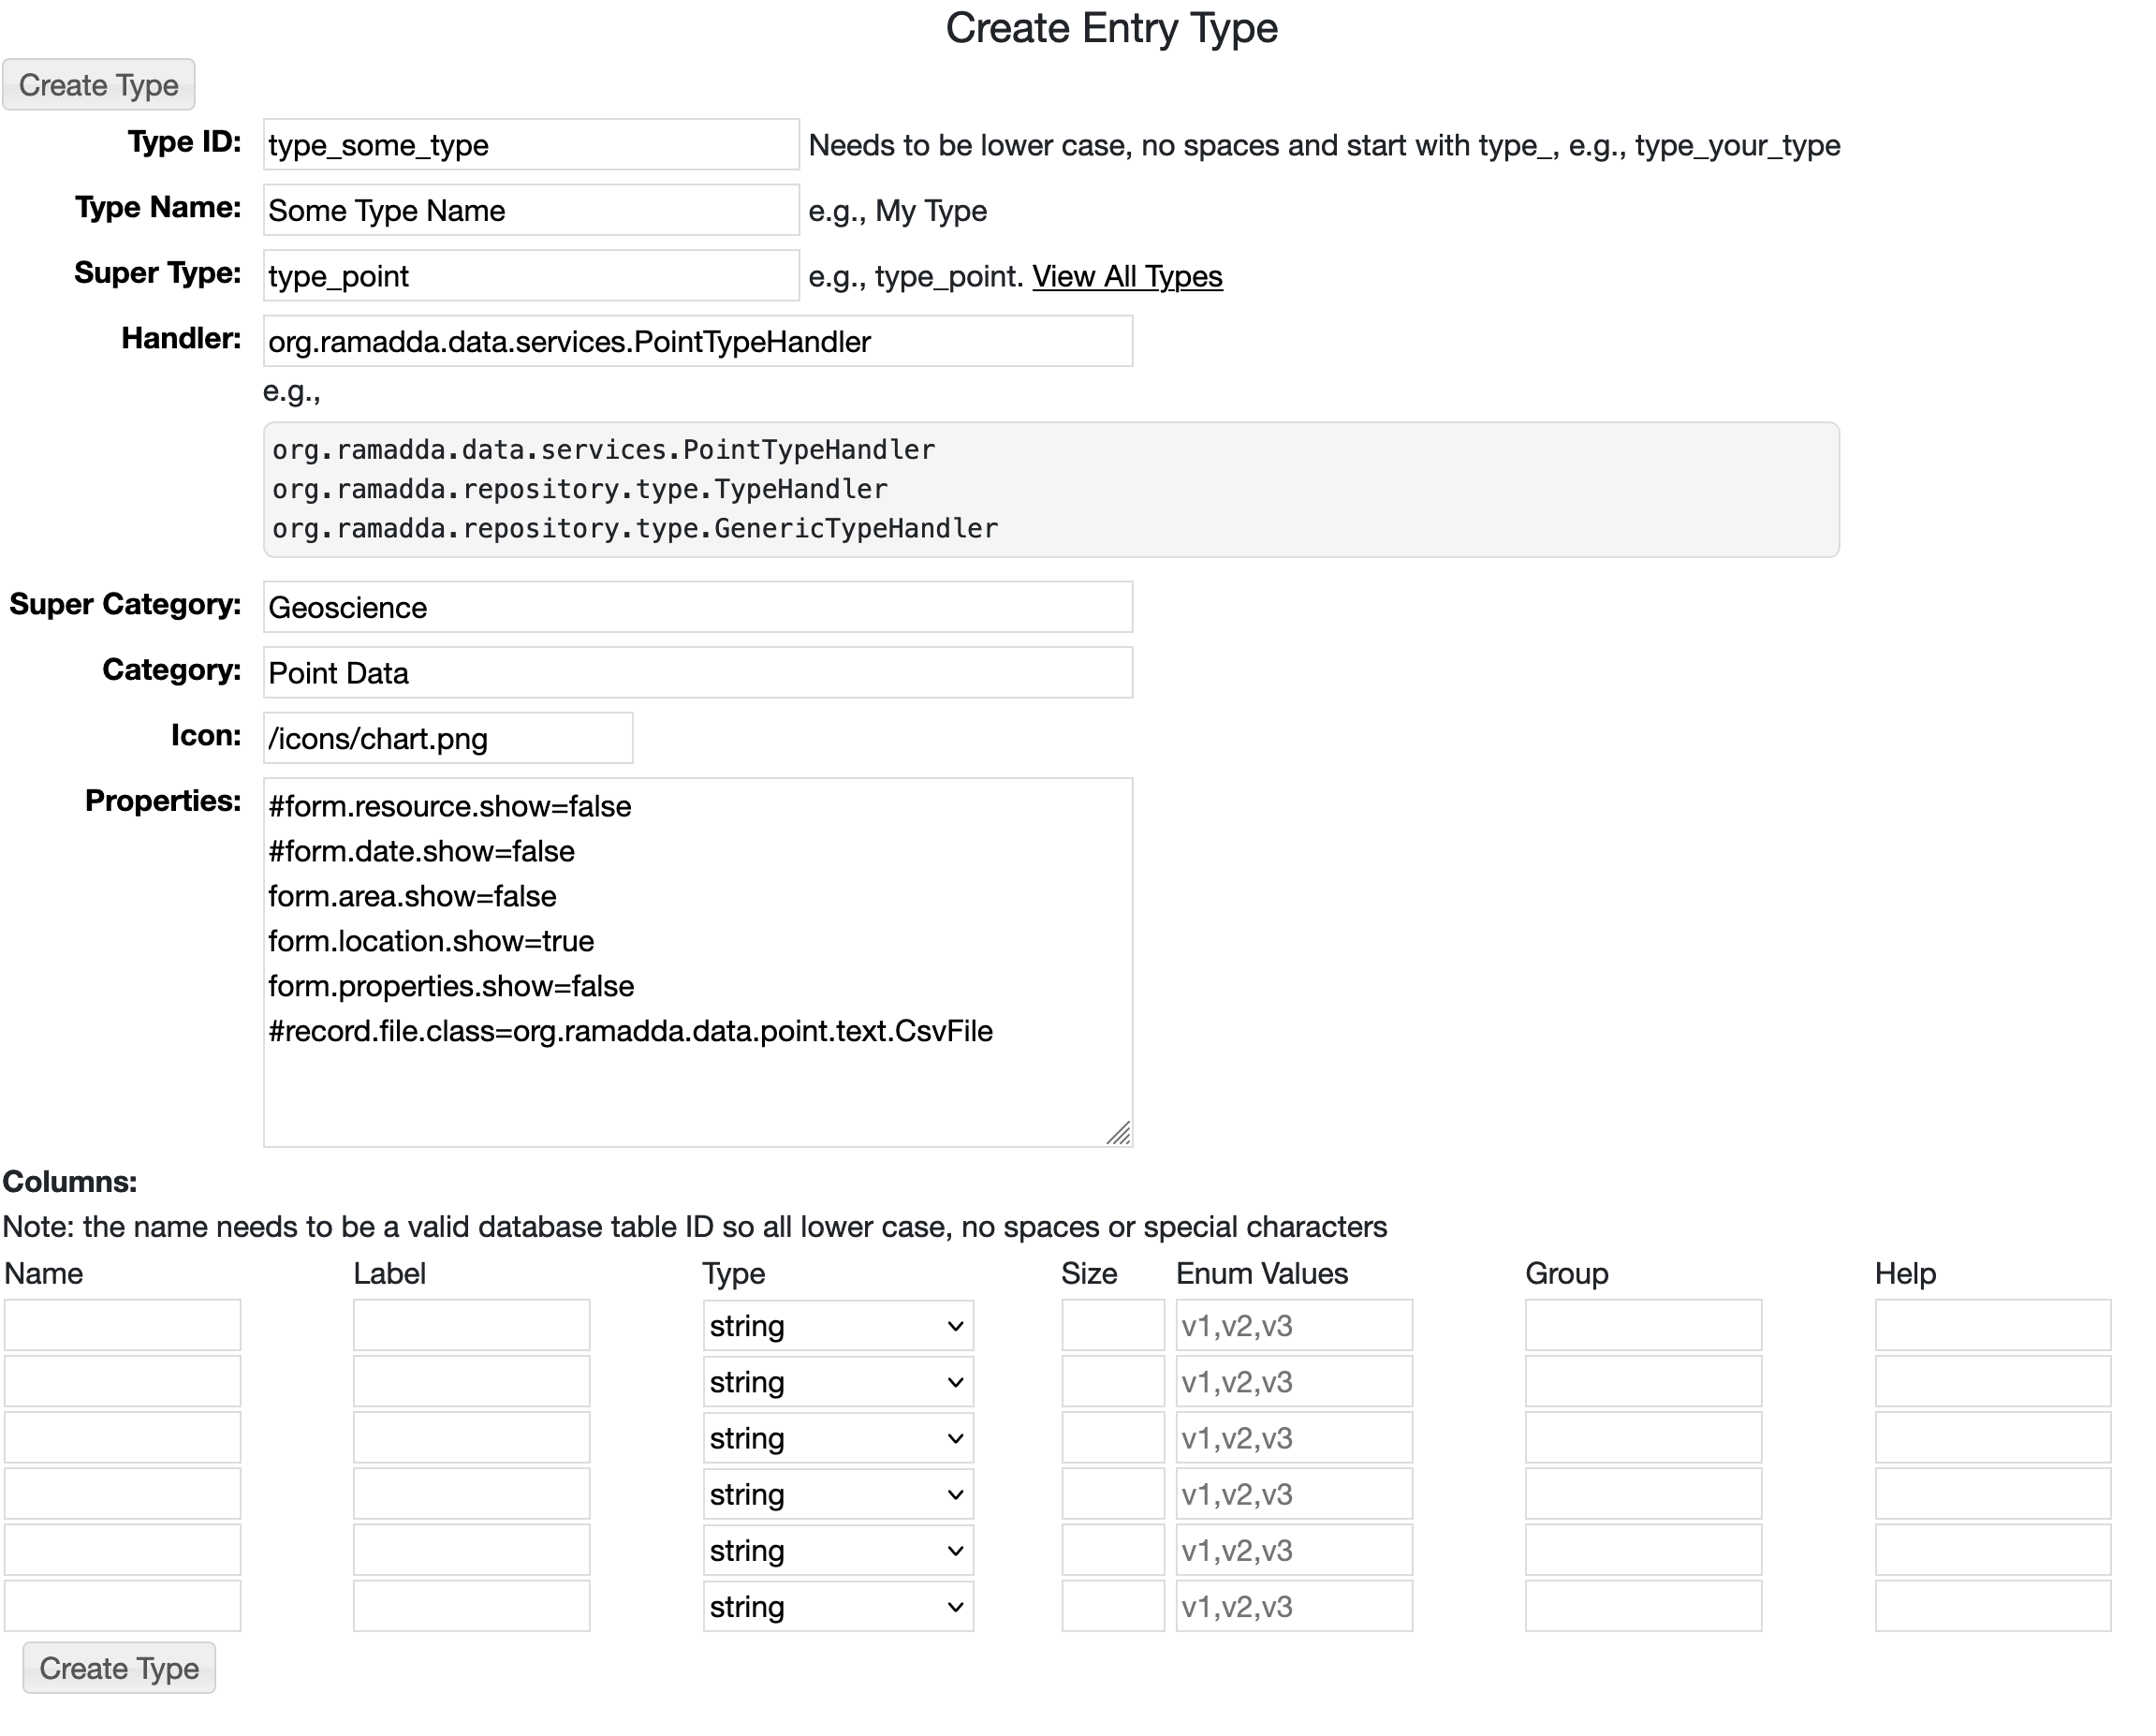 Create Entry Type
Create Type
Type ID: type_some_type Needs to be lower case, no spaces and start with type_, e.g., type_your_type
Type Name: Some Type Name e.g., My Type
Super Type: type_point e.g., type_point. View All Types
Handler: org.ramadda.data.services.PointTypeHandler
e.g.,
org.ramadda.data.services.PointTypeHandler
org.ramadda.repository.type.TypeHandler
org.ramadda.repository.type.GenericTypeHandler
Super Category: Geoscience
Category: Point Data
Icon: /icons/chart.png
Properties: #form.resource.show=false
#form.date.show=false
form.area.show=false
form.location.show=true
form.properties.show=false
#record.file.class=org.ramadda.data.point.text.CsvFile
Columns:
Note: the name needs to be a valid database table ID so all lower case, no spaces or special characters
Name Label Type Size Enum Values Group Help
string v1,v2,v3
string v1,v2,v3
string v1,v2,v3
string v1,v2,v3
string v1,v2,v3
string v1,v2,v3
Create Type